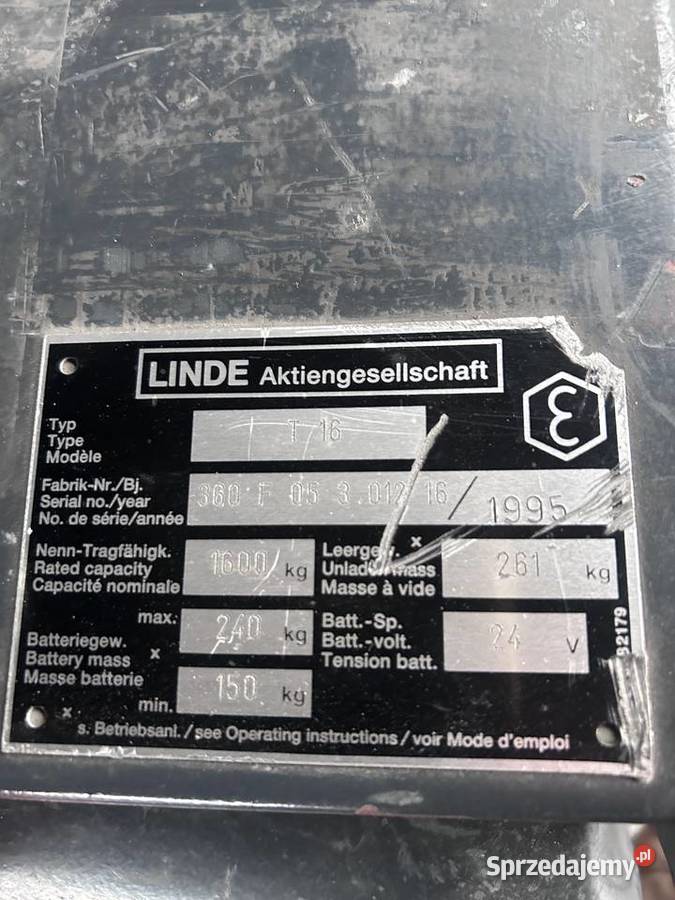 LINDE Aktiengesellschaft
Typ
Type
Modèle
T 16
Fabrik-Nr./Bj.
Serial no./year
No. de série/année
360 F 05 3.012 16 / 1995
Nenn-Tragfähigk.
Rated capacity
Capacité nominale
1600 kg
Leergew. x
Unladen mass
Masse à vide
261 kg
Batteriegew.
Battery mass x
Masse batterie
max. 240 kg
min. 150 kg
Batt.-Sp.
Batt.-volt.
Tension batt.
24 V
x
s. Betriebsanl. / see Operating instructions / voir Mode d'emploi
Sprzedajemy.pl